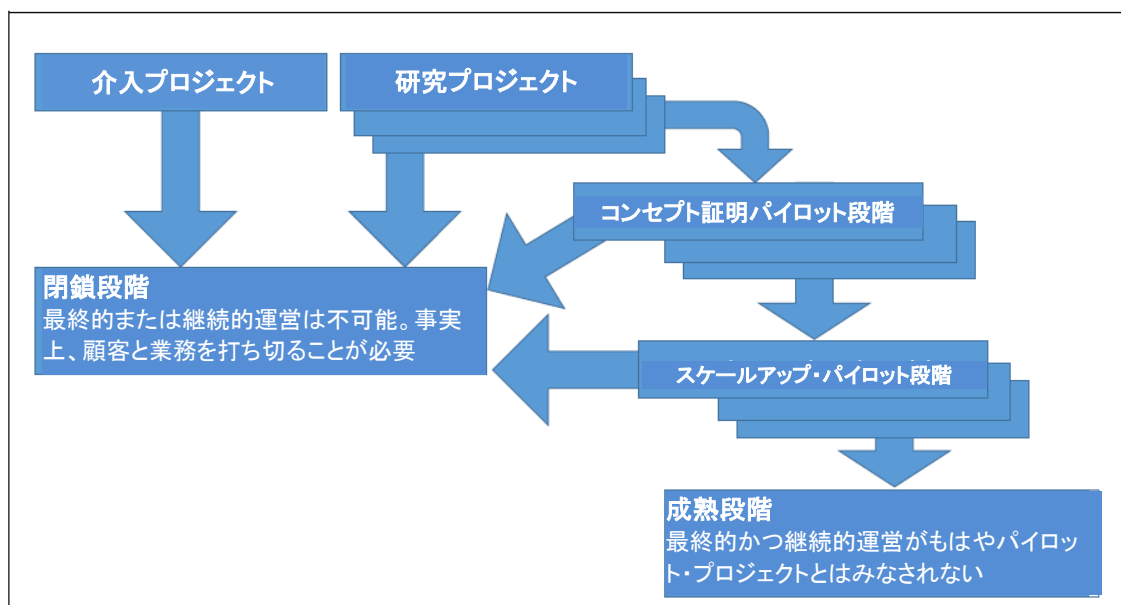 介入プロジェクト
研究プロジェクト
コンセプト証明パイロット段階
閉鎖段階
最終的または継続的運営は不可能。事実
上、顧客と業務を打ち切ることが必要
スケールアップ・パイロット段階
成熟段階
最終的かつ継続的運営がもはやパイロッ
ト・プロジェクトとはみなされない